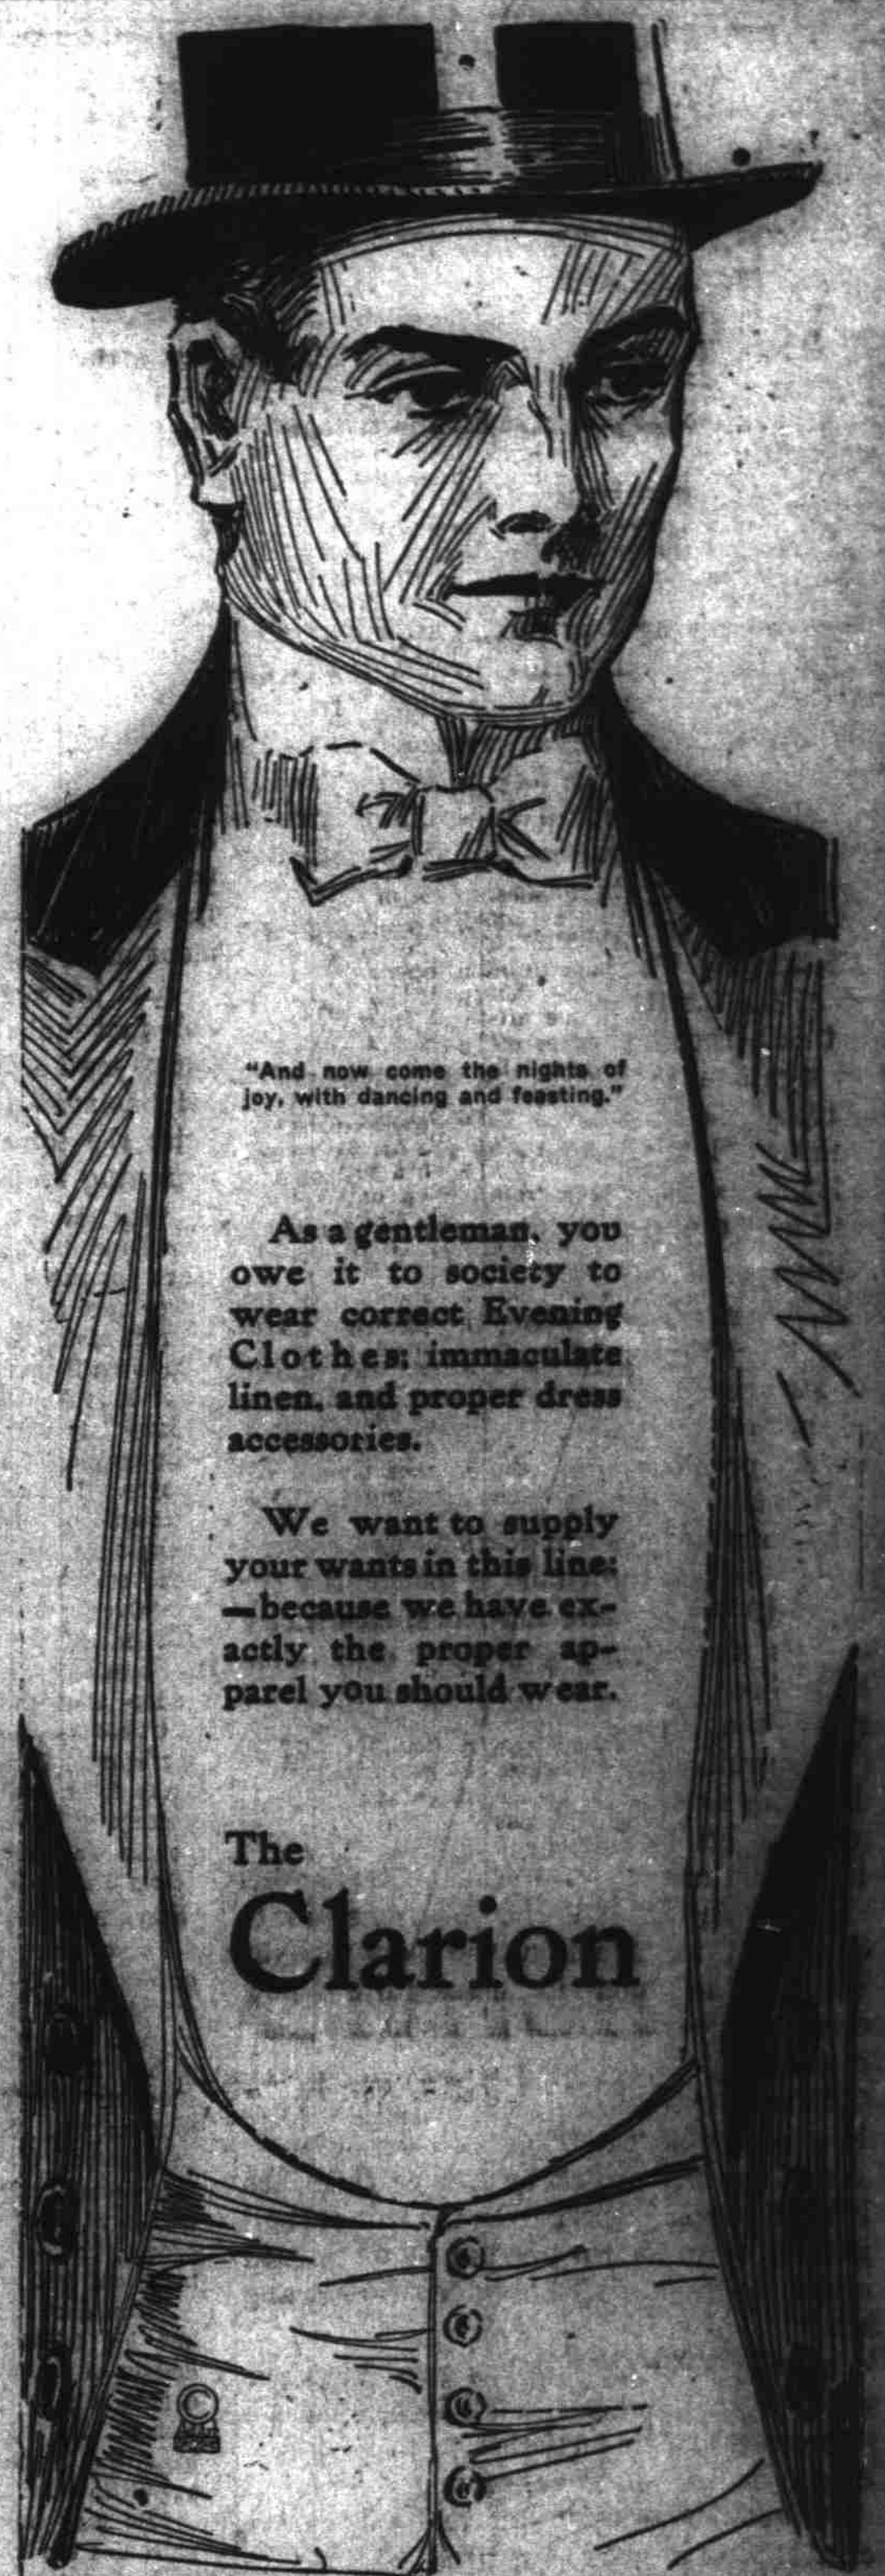 "And now come the nights of
joy, with dancing and feasting."
As a gentleman, you
owe it to society to
wear correct Evening
Clothes; immaculate
linen, and proper dress
accessories.
We want to supply
your wants in this line;
—because we have ex-
actly the proper ap-
parel you should wear.
The
Clarion
©